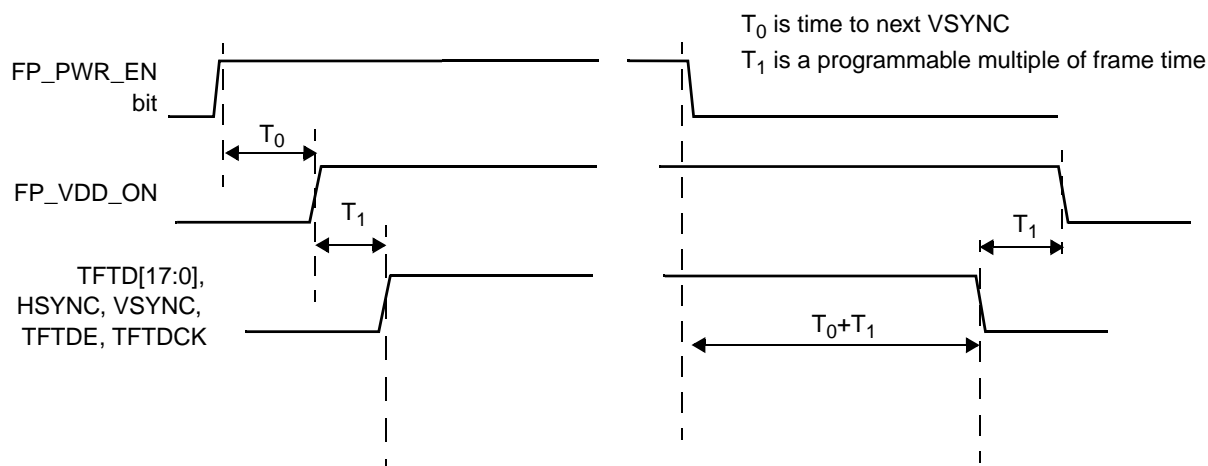 T0 is time to next VSYNC
T1 is a programmable multiple of frame time
FP_PWR_EN
bit
T0
FP_VDD_ON
T1
T1
TFTD[17:0],
HSYNC, VSYNC,
TFTDE, TFTDCK
T0+T1